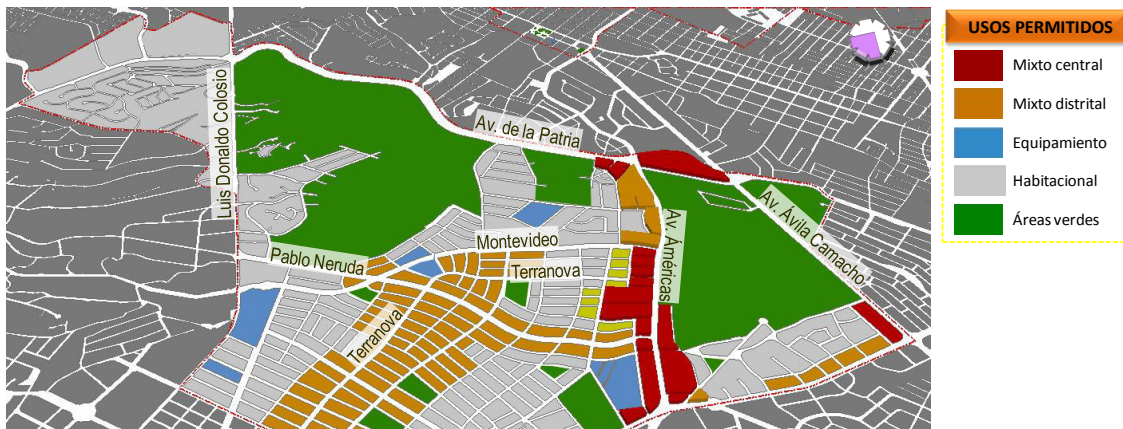 USOS PERMITIDOS
Mixto central
Mixto distrital
Equipamiento
Habitacional
Áreas verdes
Luis Donaldo Colosio
Av. de la Patria
Av. Américas
Av. Ávila Camacho
Montevideo
Pablo Neruda
Terranova
Terranova